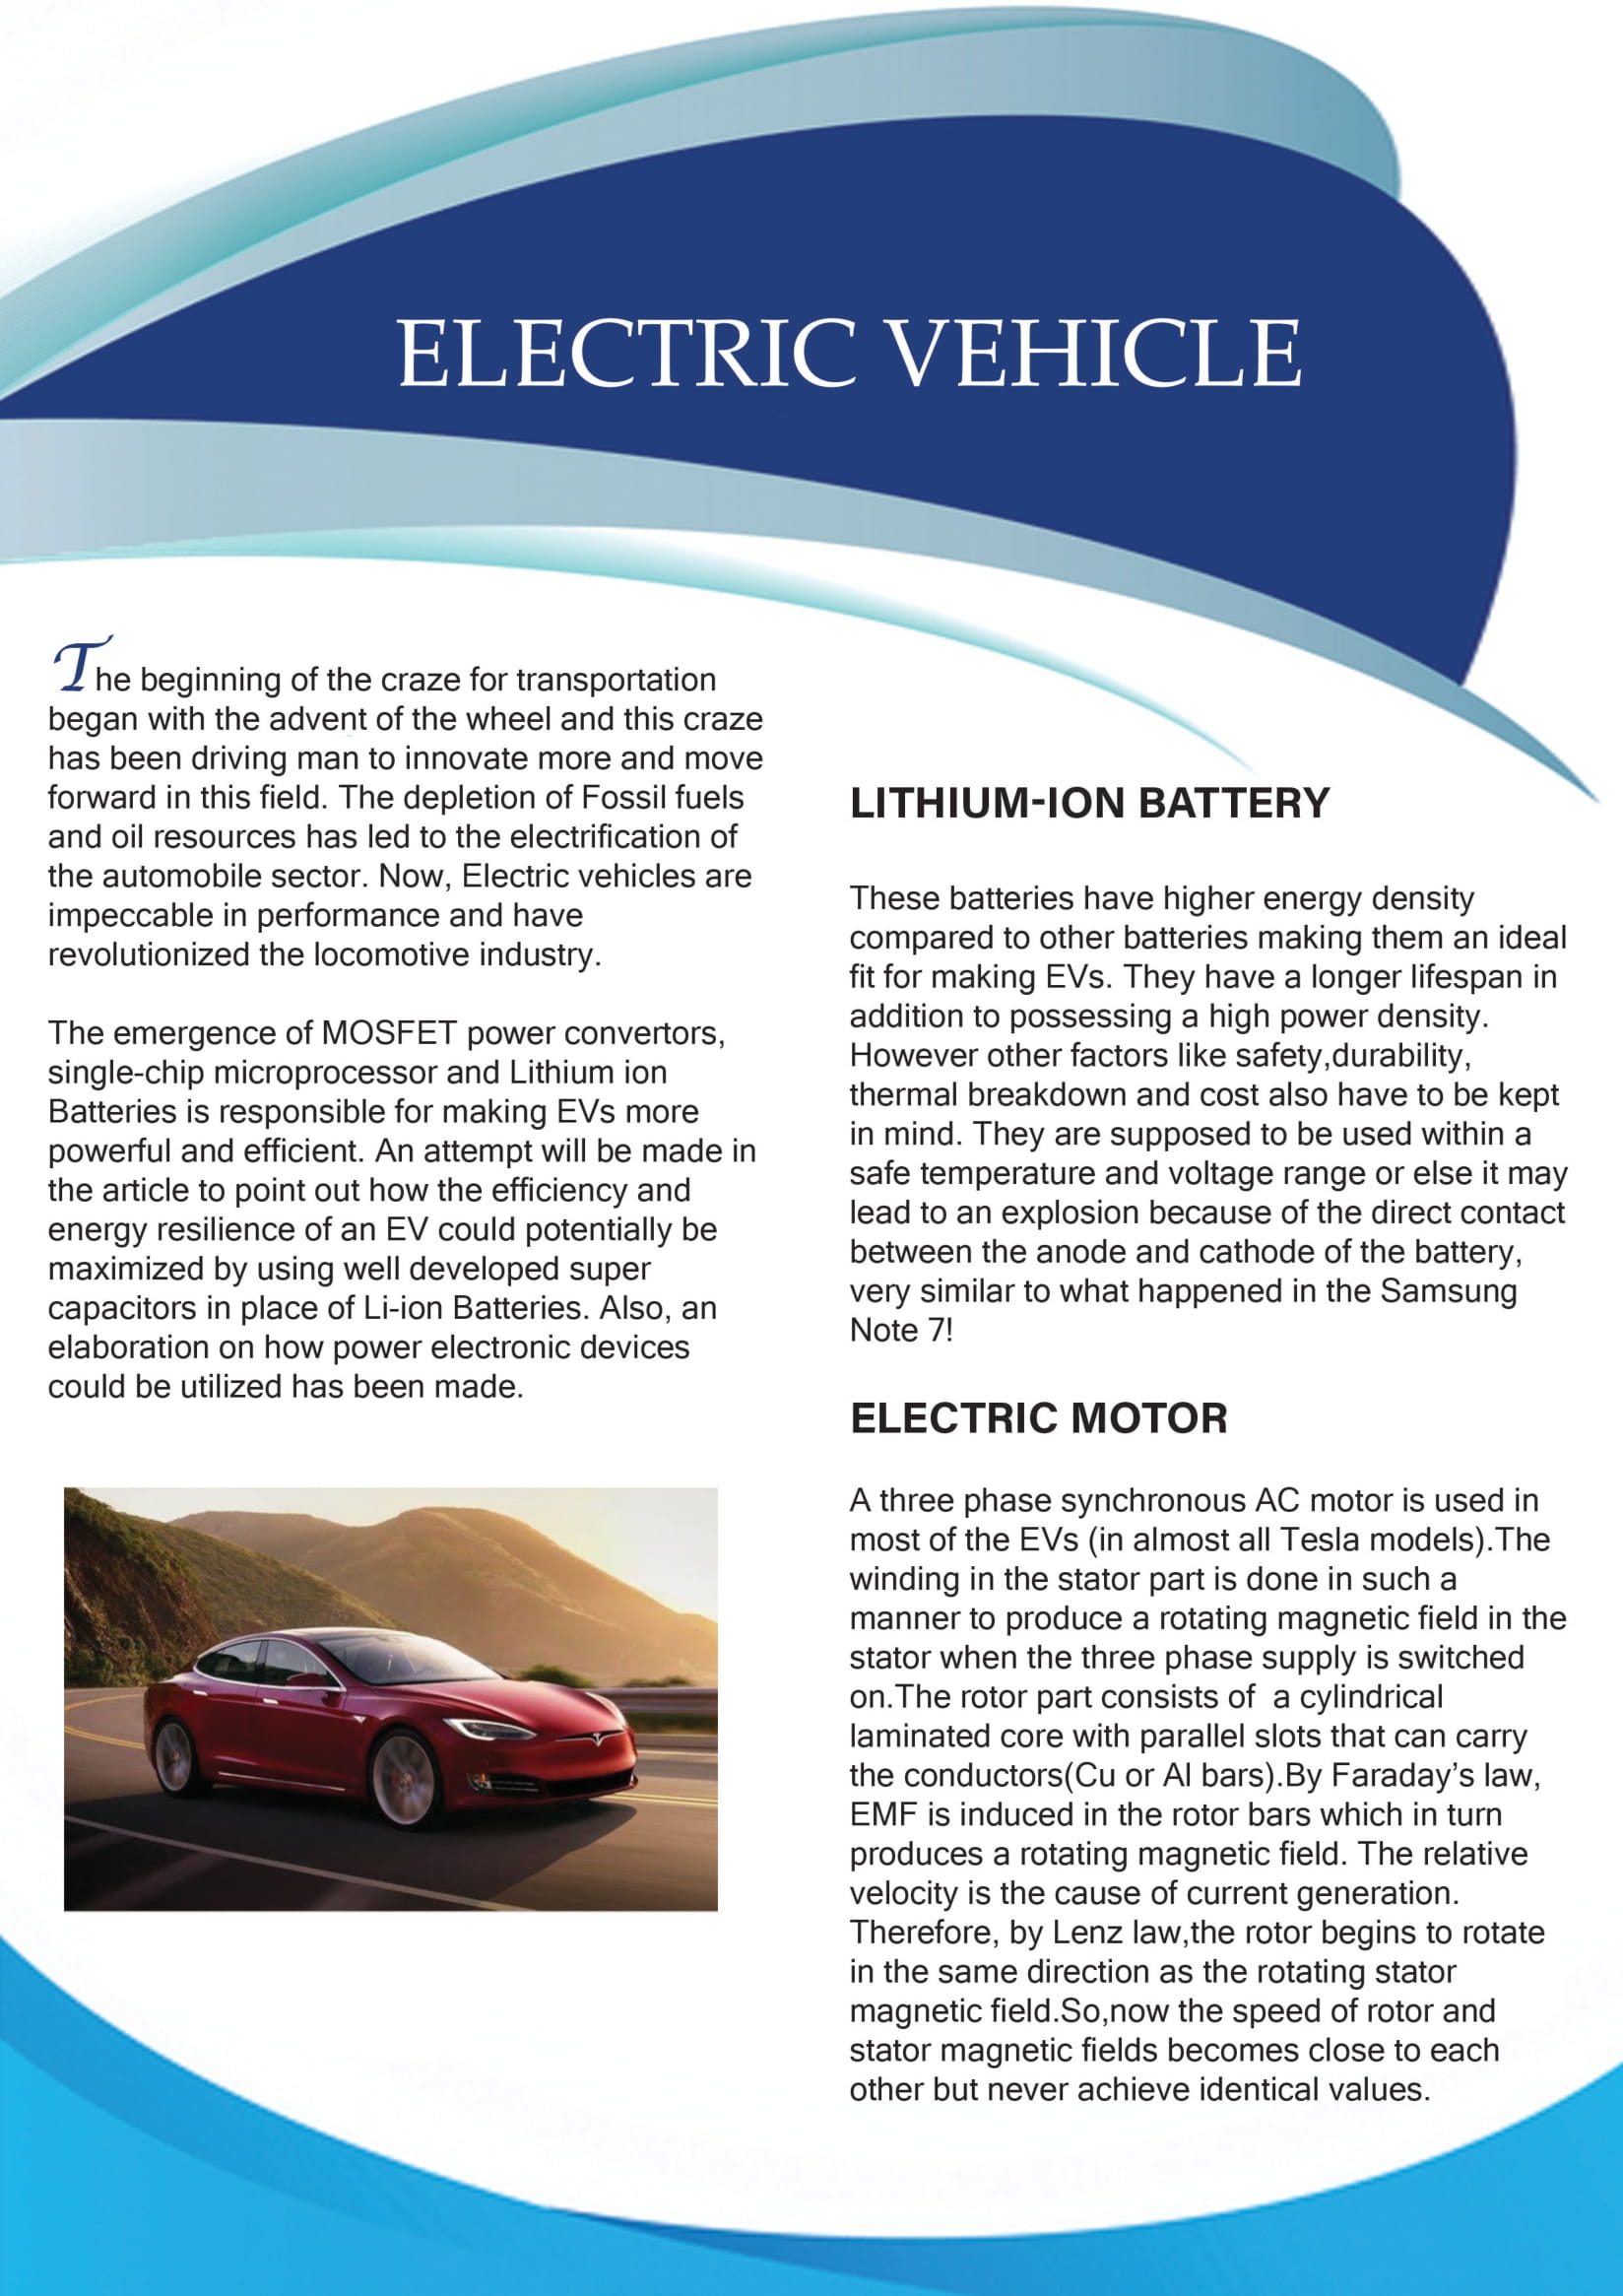 ELECTRIC VEHICLE
The beginning of the craze for transportation
began with the advent of the wheel and this craze
has been driving man to innovate more and move
forward in this field. The depletion of Fossil fuels
and oil resources has led to the electrification of
the automobile sector. Now, Electric vehicles are
impeccable in performance and have
revolutionized the locomotive industry.
The emergence of MOSFET power convertors,
single-chip microprocessor and Lithium ion
Batteries is responsible for making EVs more
powerful and efficient. An attempt will be made in
the article to point out how the efficiency and
energy resilience of an EV could potentially be
maximized by using well developed super
capacitors in place of Li-ion Batteries. Also, an
elaboration on how power electronic devices
could be utilized has been made.
LITHIUM-ION BATTERY
These batteries have higher energy density
compared to other batteries making them an ideal
fit for making EVs. They have a longer lifespan in
addition to possessing a high power density.
However other factors like safety,durability,
thermal breakdown and cost also have to be kept
in mind. They are supposed to be used within a
safe temperature and voltage range or else it may
lead to an explosion because of the direct contact
between the anode and cathode of the battery,
very similar to what happened in the Samsung
Note 7!
ELECTRIC MOTOR
A three phase synchronous AC motor is used in
most of the EVs (in almost all Tesla models).The
winding in the stator part is done in such a
manner to produce a rotating magnetic field in the
stator when the three phase supply is switched
on.The rotor part consists of  a cylindrical
laminated core with parallel slots that can carry
the conductors(Cu or Al bars).By Faraday’s law,
EMF is induced in the rotor bars which in turn
produces a rotating magnetic field. The relative
velocity is the cause of current generation.
Therefore, by Lenz law,the rotor begins to rotate
in the same direction as the rotating stator
magnetic field.So,now the speed of rotor and
stator magnetic fields becomes close to each
other but never achieve identical values.